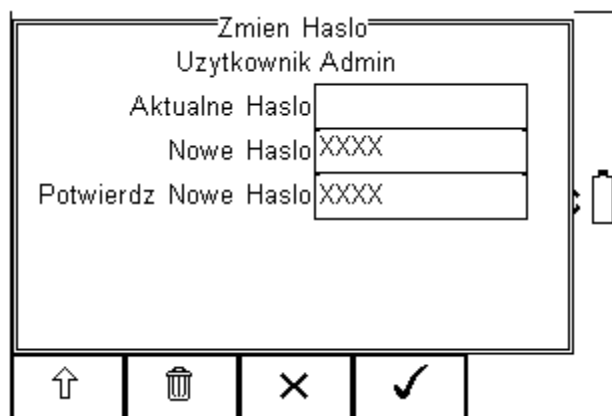 Zmien Haslo
Uzytkownik Admin
Aktualne Haslo
Nowe Haslo XXXX
Potwierdz Nowe Haslo XXXX